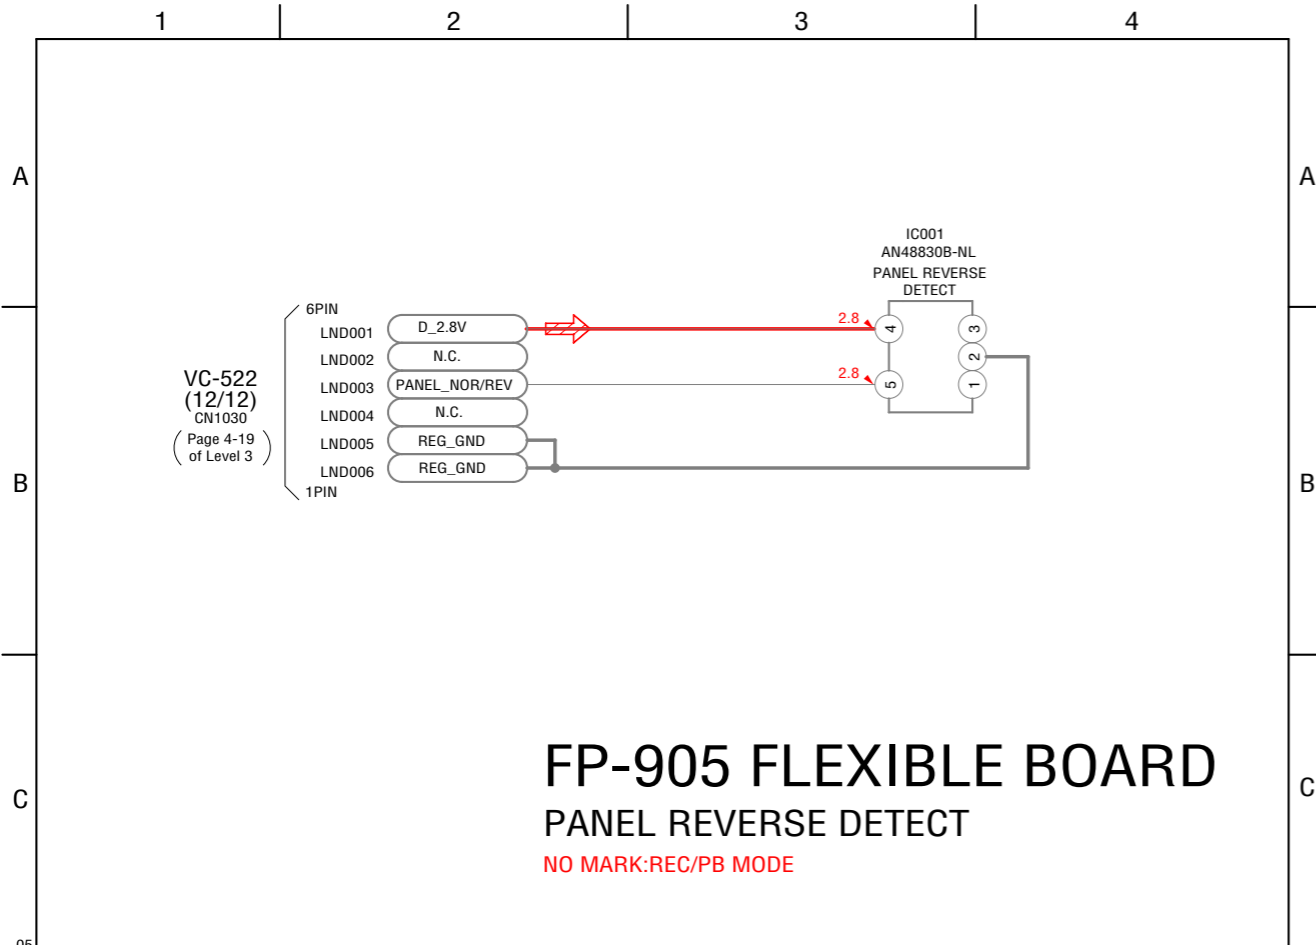 1 2 3 4
A A
IC001
AN48830B-NL
PANEL REVERSE
DETECT
6PIN
LND001 D_2.8V 2.8 4 3
LND002 N.C. 2
LND003 PANEL_NOR/REV 2.8 5 1
LND004 N.C.
LND005 REG_GND
LND006 REG_GND
1PIN
VC-522
(12/12)
CN1030
Page 4-19
of Level 3
B B
FP-905 FLEXIBLE BOARD
PANEL REVERSE DETECT
NO MARK:REC/PB MODE
C C
05